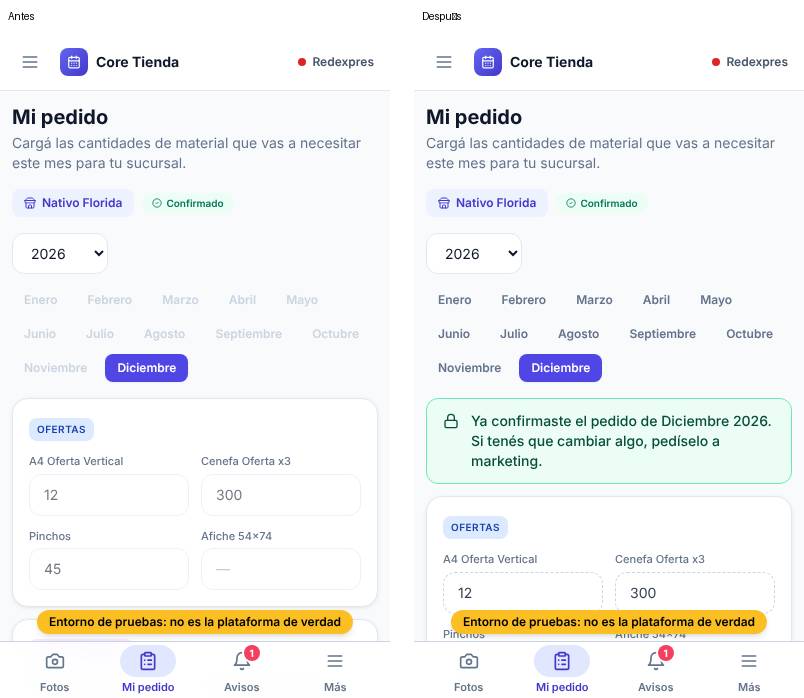 Antes
Core Tienda
Redexpres
Mi pedido
Cargá las cantidades de material que vas a necesitar
este mes para tu sucursal.
Nativo Florida
Confirmado
2026
Enero Febrero Marzo Abril Mayo
Junio Julio Agosto Septiembre Octubre
Noviembre Diciembre
OFERTAS
A4 Oferta Vertical Cenefa Oferta x3
12 300
Pinchos Afiche 54x74
45 —
Entorno de pruebas: no es la plataforma de verdad
1
Fotos Mi pedido Avisos Más
Core Tienda
Redexpres
Mi pedido
Cargá las cantidades de material que vas a necesitar
este mes para tu sucursal.
Nativo Florida
Confirmado
2026
Enero Febrero Marzo Abril Mayo
Junio Julio Agosto Septiembre Octubre
Noviembre Diciembre
Ya confirmaste el pedido de Diciembre 2026.
Si tenés que cambiar algo, pedíselo a
marketing.
OFERTAS
A4 Oferta Vertical Cenefa Oferta x3
12 300
Entorno de pruebas: no es la plataforma de verdad
Pinchos Afiche 54x74
1
Fotos Mi pedido Avisos Más